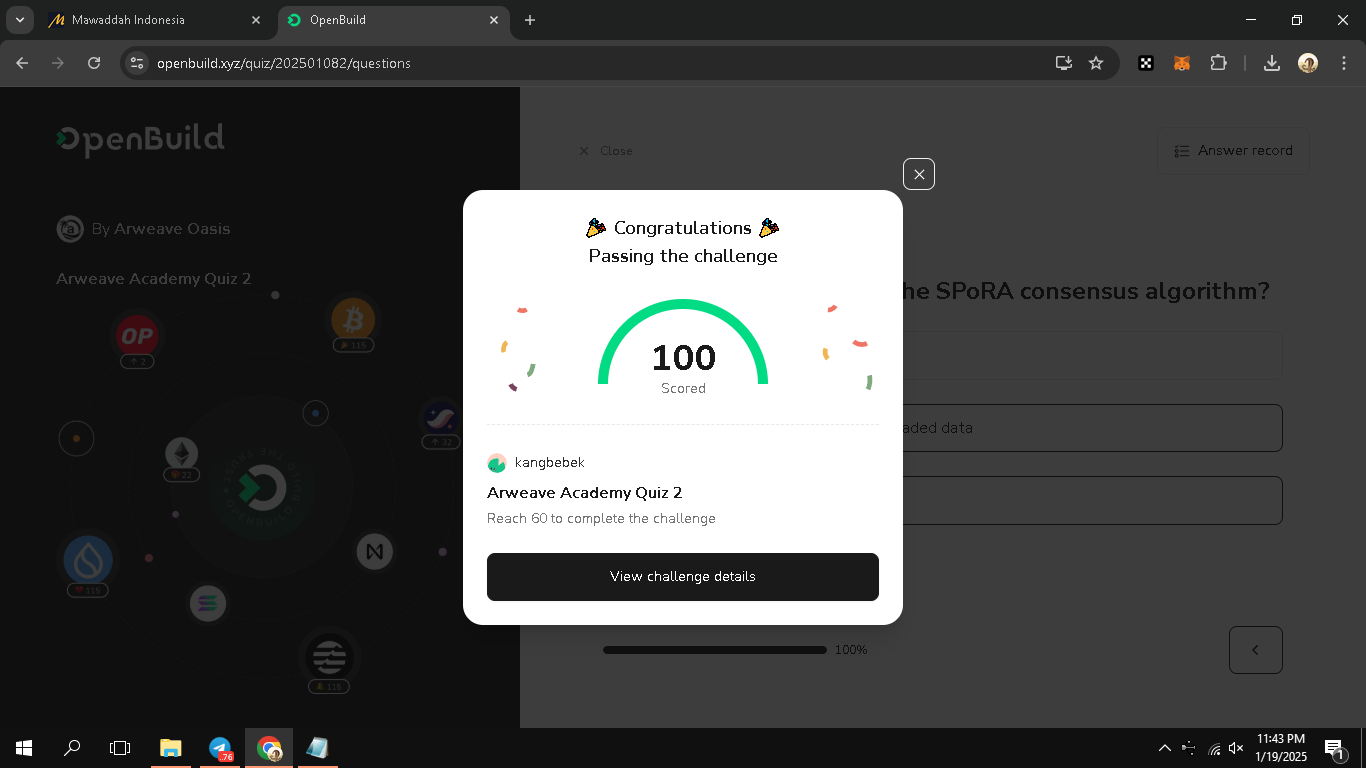 Mawaddah Indonesia
OpenBuild
openbuild.xyz/quiz/202501082/questions
OpenBuild
Close
Answer record
By Arweave Oasis
Arweave Academy Quiz 2
Congratulations
Passing the challenge
he SPoRA consensus algorithm?
100
Scored
aded data
kangbebek
Arweave Academy Quiz 2
Reach 60 to complete the challenge
View challenge details
100%
OP
2
115
32
22
115
115
76
11:43 PM
1/19/2025
1